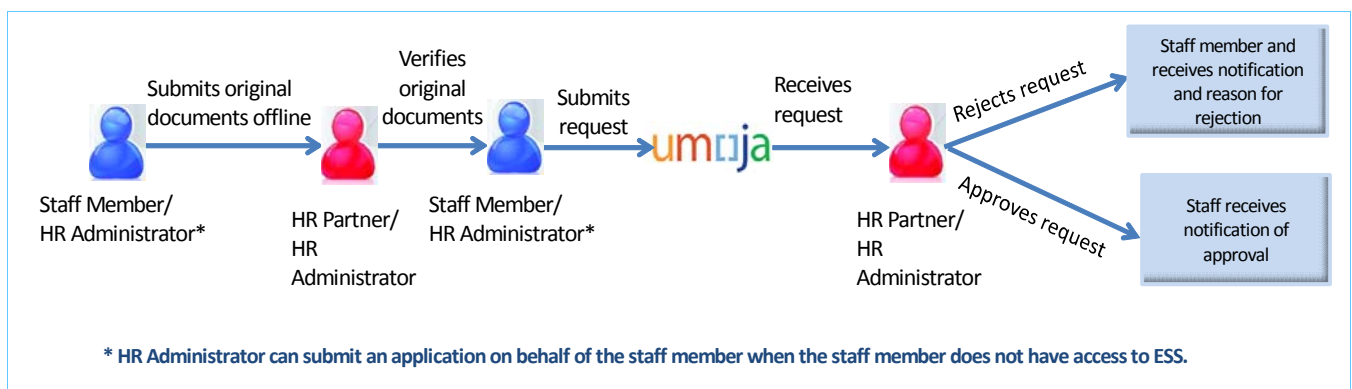 Submits original
documents offline
Verifies
original
documents
Submits
request
Receives
request
Rejects request
Approves request
Staff member and
receives notification
and reason for
rejection
Staff receives
notification of
approval
umoja
Staff Member/
HR Administrator*
HR Partner/
HR
Administrator
Staff Member/
HR Administrator*
HR Partner/
HR
Administrator
* HR Administrator can submit an application on behalf of the staff member when the staff member does not have access to ESS.